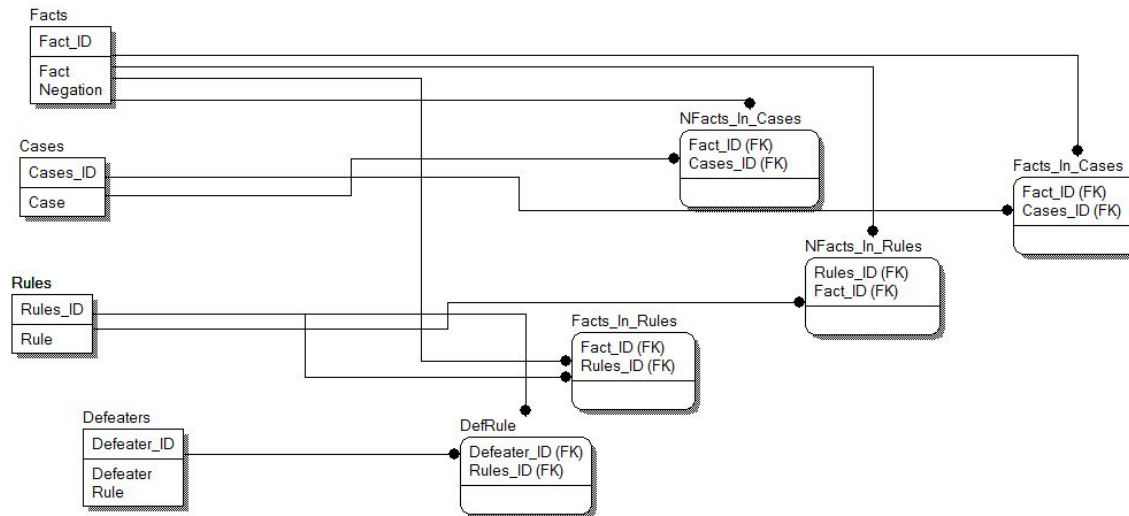 Facts
Fact_ID
Fact
Negation
NFacts_In_Cases
Fact_ID (FK)
Cases_ID (FK)
Cases
Cases_ID
Case
Facts_In_Cases
Fact_ID (FK)
Cases_ID (FK)
NFacts_In_Rules
Rules_ID (FK)
Fact_ID (FK)
Rules
Rules_ID
Rule
Facts_In_Rules
Fact_ID (FK)
Rules_ID (FK)
Defeaters
Defeater_ID
Defeater
Rule
DefRule
Defeater_ID (FK)
Rules_ID (FK)